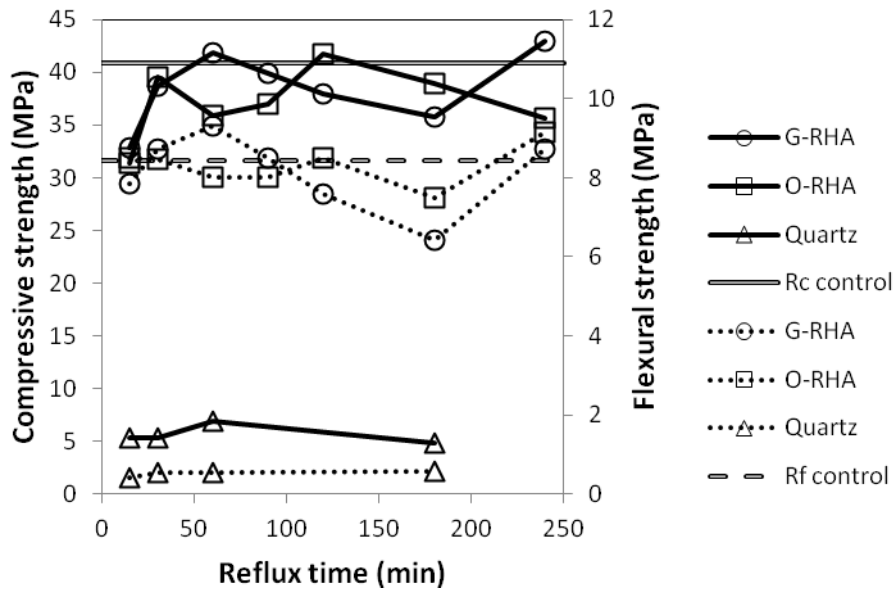 45
40
35
30
25
20
15
10
5
0
Compressive strength (MPa)
0 50 100 150 200 250
Reflux time (min)
12
10
8
6
4
2
0
Flexural strength (MPa)
G-RHA
O-RHA
Quartz
Rc control
G-RHA
O-RHA
Quartz
Rf control